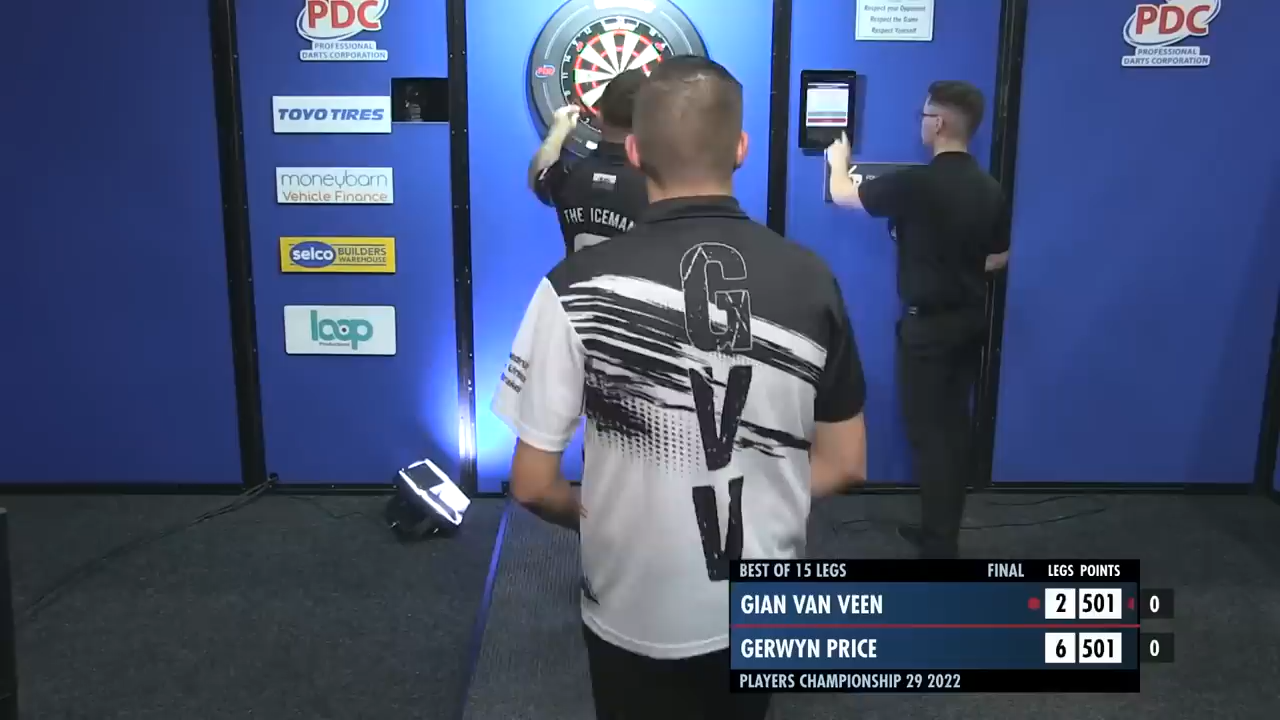 PDC
PROFESSIONAL
DARTS CORPORATION
TOYO TIRES
moneybarn
Vehicle Finance
selco BUILDERS
WAREHOUSE
loop
Productions
Respect your Opponent
Respect the Game
Respect Yourself
PDC
PROFESSIONAL
DARTS CORPORATION
THE ICEMA
G
V
V
BEST OF 15 LEGS FINAL LEGS POINTS
GIAN VAN VEEN 2 501 0
GERWYN PRICE 6 501 0
PLAYERS CHAMPIONSHIP 29 2022